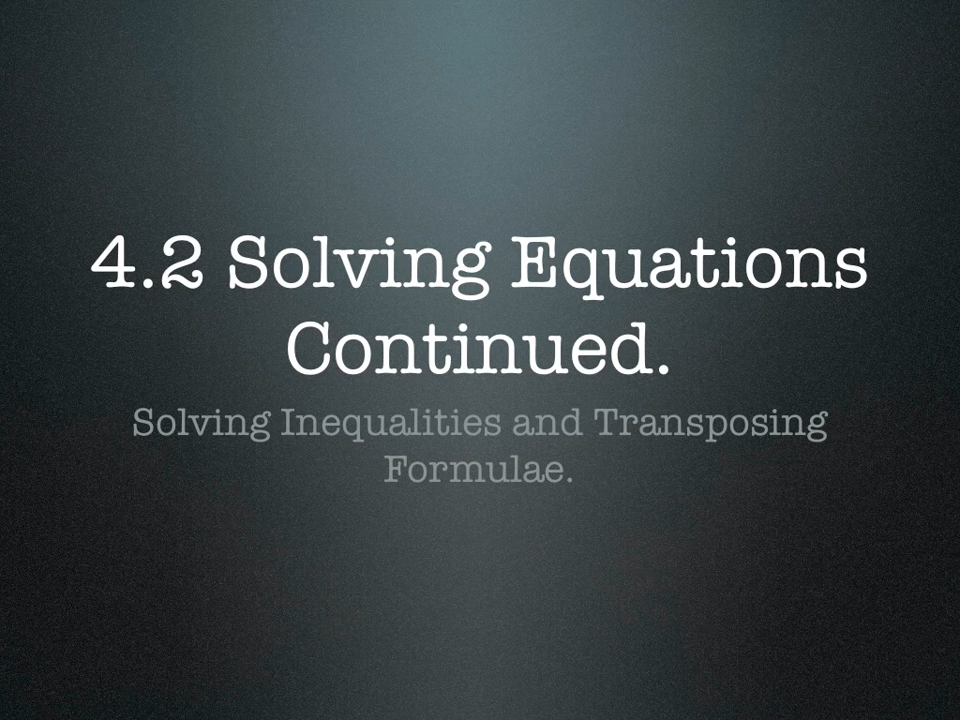 4.2 Solving Equations
Continued.
Solving Inequalities and Transposing
Formulae.